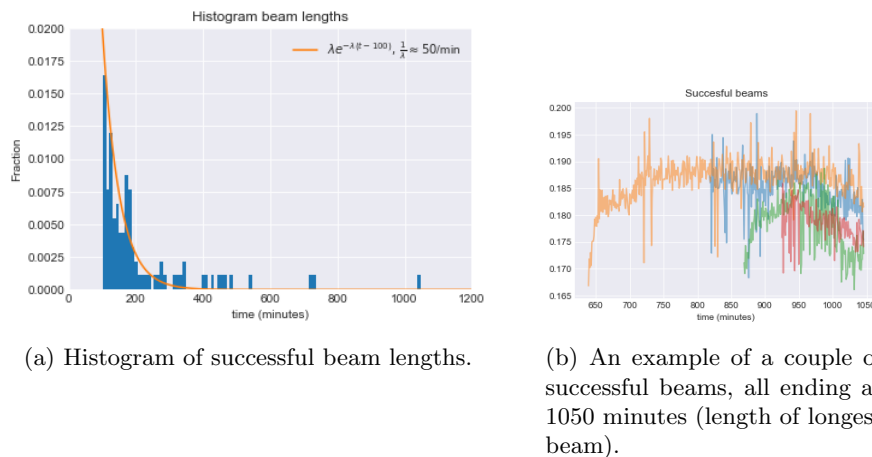 Histogram beam lengths
λe^{-λ(t-100)}, 1/λ ≈ 50/min
0.0200
0.0175
0.0150
0.0125
0.0100
0.0075
0.0050
0.0025
0.0000
Fraction
0 200 400 600 800 1000 1200
time (minutes)
(a) Histogram of successful beam lengths.
Succesful beams
0.200
0.195
0.190
0.185
0.180
0.175
0.170
0.165
650 700 750 800 850 900 950 1000 1050
time (minutes)
(b) An example of a couple o
successful beams, all ending a
1050 minutes (length of longes
beam).